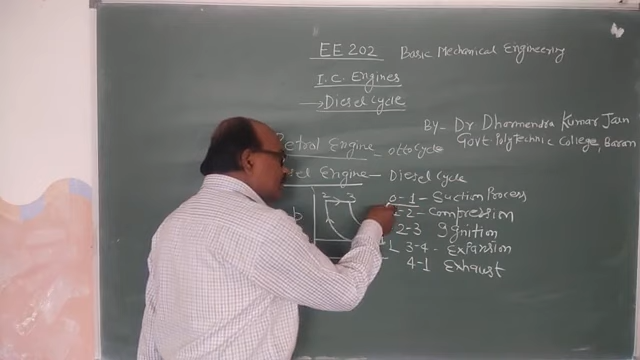 EE 202 Basic Mechanical Engineering
I.C. Engines
→ Diesel Cycle
BY- Dr Dharmendra Kumar Jain
Govt Polytechnic College, Baran
Petrol Engine - otto cycle
Engine - Diesel Cycle
2 3
p
0-1 - Suction Process
-2 - Compression
2-3 Ignition
3-4 - Expansion
4-1 Exhaust